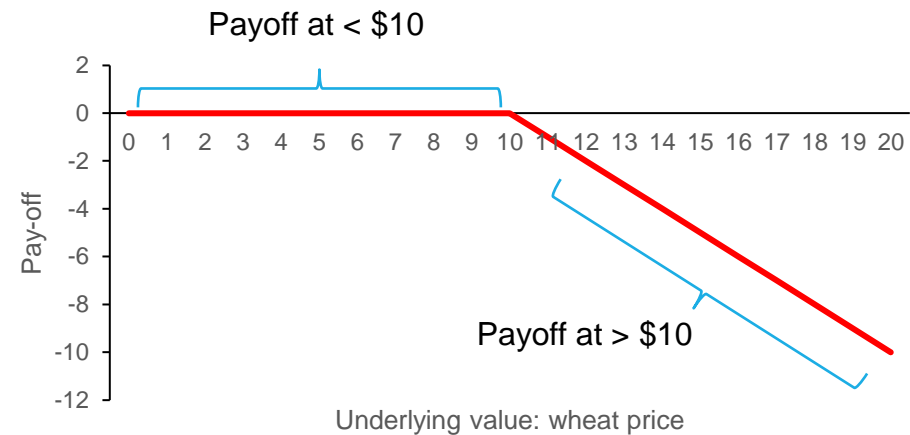 Payoff at < $10
2
0
0 1 2 3 4 5 6 7 8 9 10 11 12 13 14 15 16 17 18 19 20
-2
-4
-6
-8
-10
-12
Pay-off
Payoff at > $10
Underlying value: wheat price